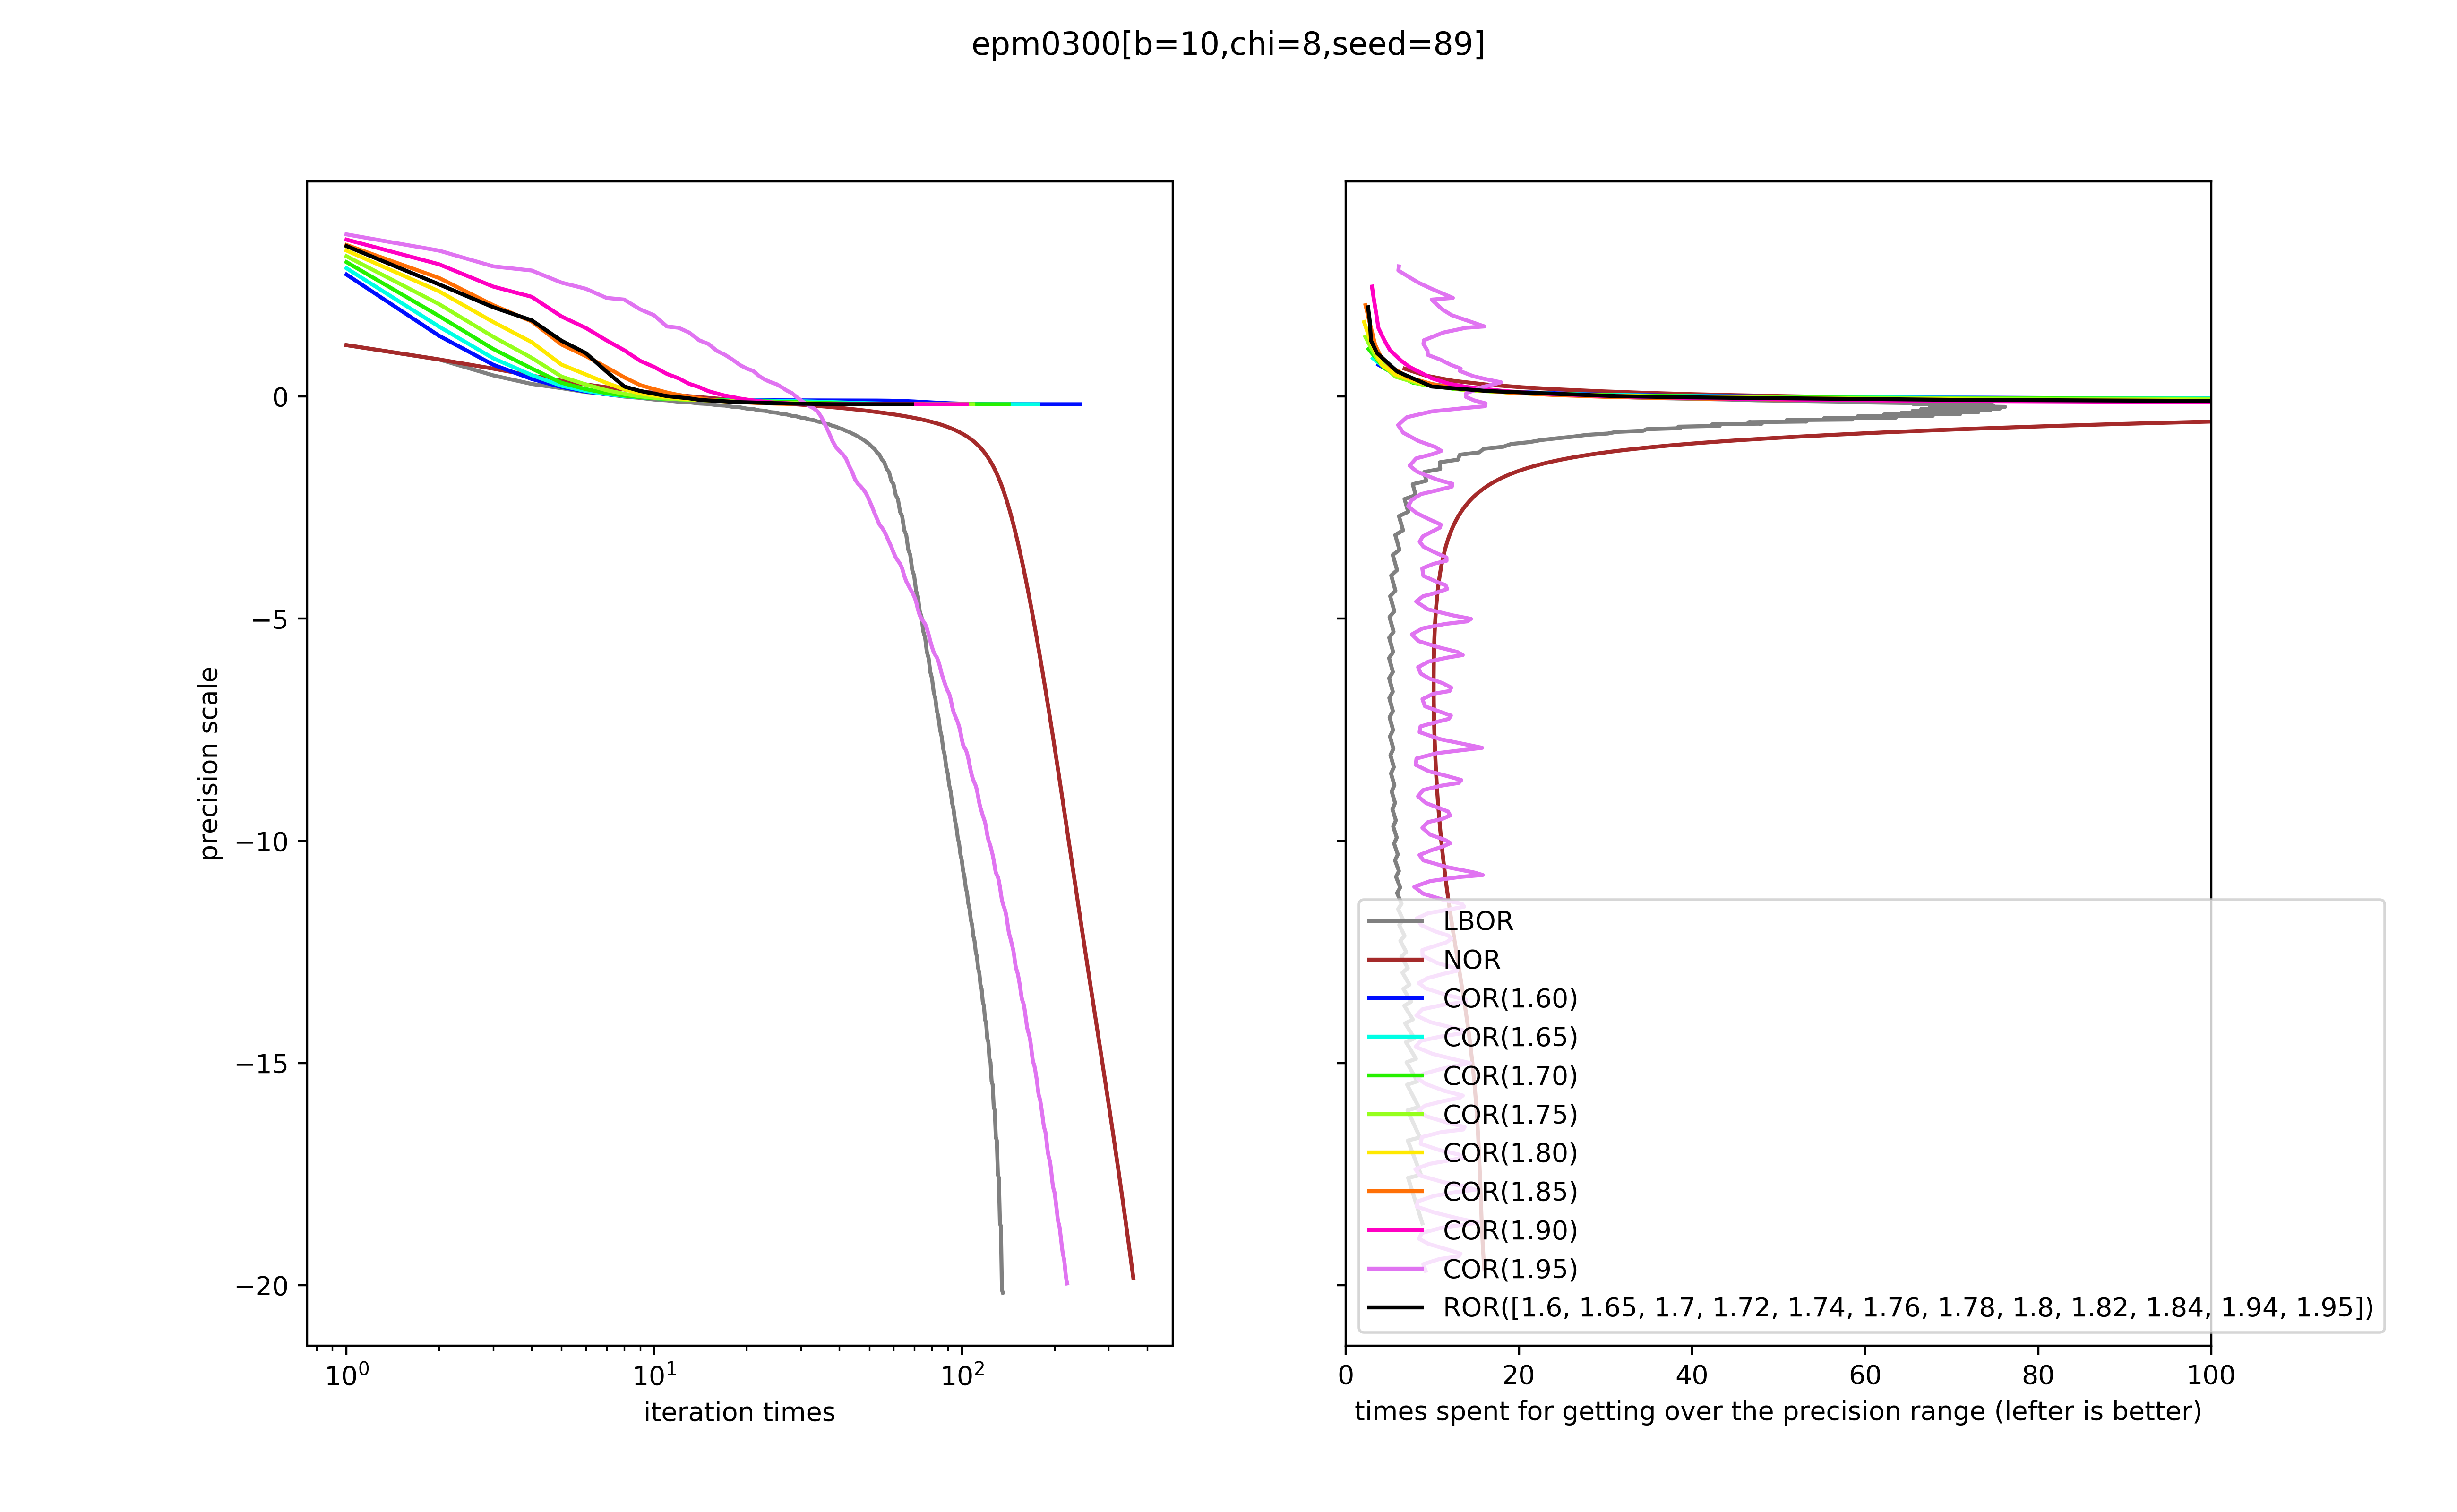 epm0300[b=10,chi=8,seed=89]
precision scale
0
−5
−10
−15
−20
10⁰ 10¹ 10²
iteration times
LBOR
NOR
COR(1.60)
COR(1.65)
COR(1.70)
COR(1.75)
COR(1.80)
COR(1.85)
COR(1.90)
COR(1.95)
ROR([1.6, 1.65, 1.7, 1.72, 1.74, 1.76, 1.78, 1.8, 1.82, 1.84, 1.94, 1.95])
0 20 40 60 80 100
times spent for getting over the precision range (lefter is better)